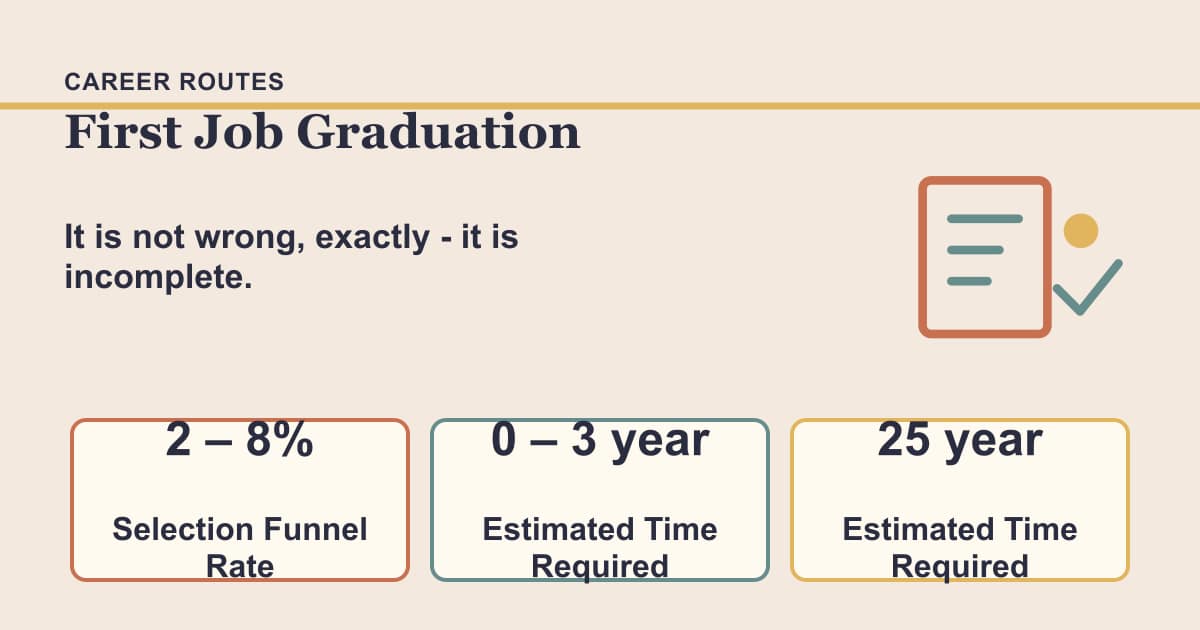 CAREER ROUTES
First Job Graduation
It is not wrong, exactly - it is
incomplete.
2 – 8%
Selection Funnel
Rate
0 – 3 year
Estimated Time
Required
25 year
Estimated Time
Required